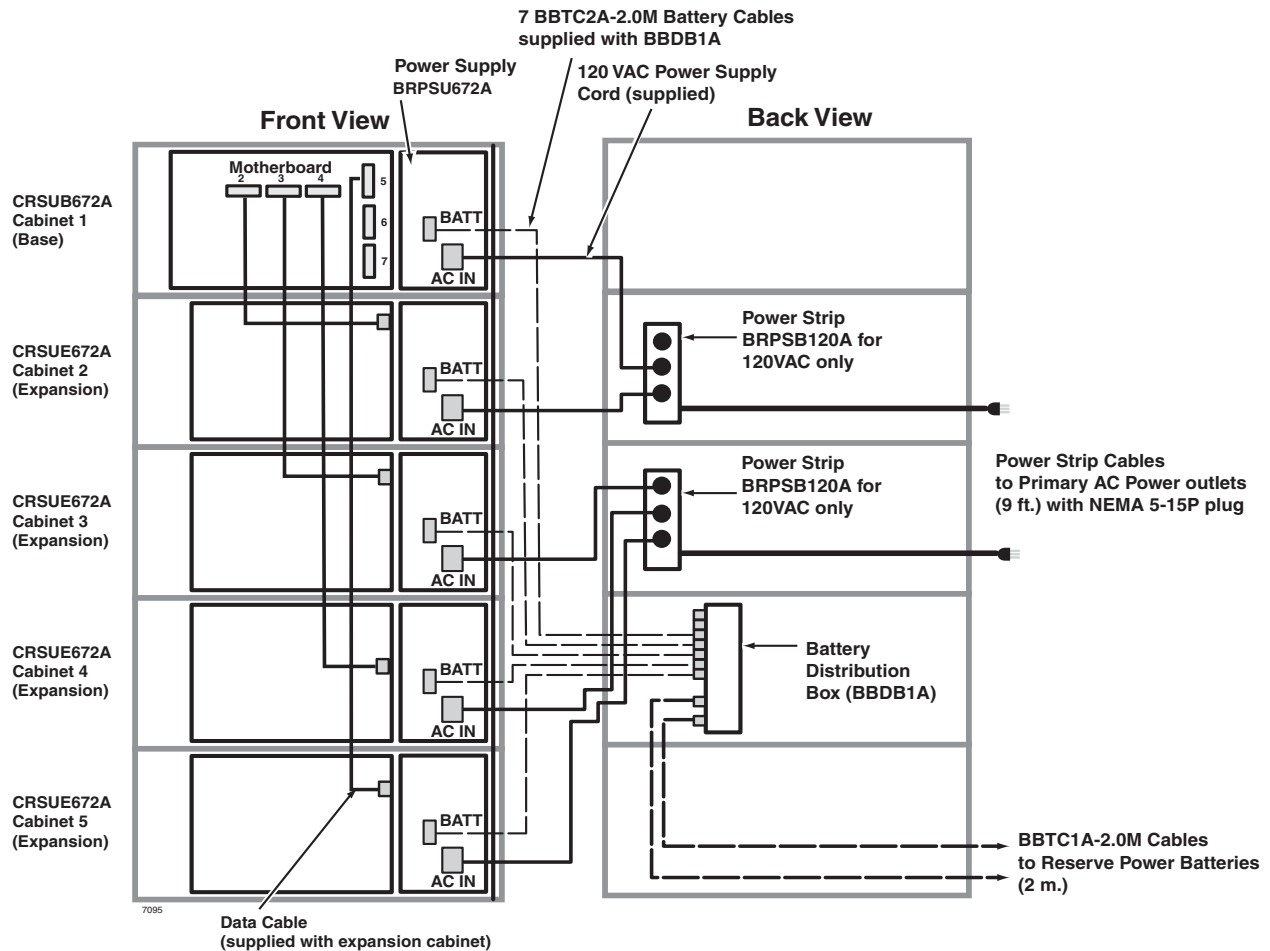 7 BBTC2A-2.0M Battery Cables
supplied with BBDB1A
Power Supply
BRPSU672A
120 VAC Power Supply
Cord (supplied)
Front View
Back View
CRSUB672A
Cabinet 1
(Base)
Motherboard
2
3
4
5
6
7
BATT
AC IN
CRSUE672A
Cabinet 2
(Expansion)
BATT
AC IN
Power Strip
BRPSB120A for
120VAC only
CRSUE672A
Cabinet 3
(Expansion)
BATT
AC IN
Power Strip
BRPSB120A for
120VAC only
Power Strip Cables
to Primary AC Power outlets
(9 ft.) with NEMA 5-15P plug
CRSUE672A
Cabinet 4
(Expansion)
BATT
AC IN
Battery
Distribution
Box (BBDB1A)
CRSUE672A
Cabinet 5
(Expansion)
BATT
AC IN
BBTC1A-2.0M Cables
to Reserve Power Batteries
(2 m.)
7095
Data Cable
(supplied with expansion cabinet)